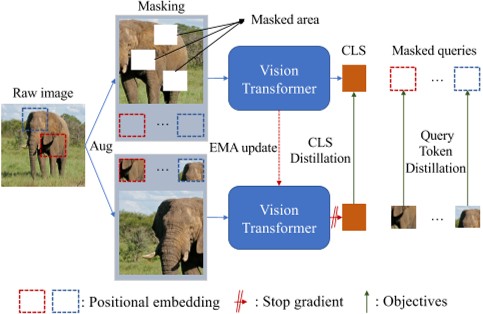 Masking
Masked area
CLS
Masked queries
Raw image
Vision
Transformer
...
...
...
Aug
EMA update
CLS
Distillation
Query
Token
Distillation
...
Vision
Transformer
...
: Positional embedding
: Stop gradient
: Objectives